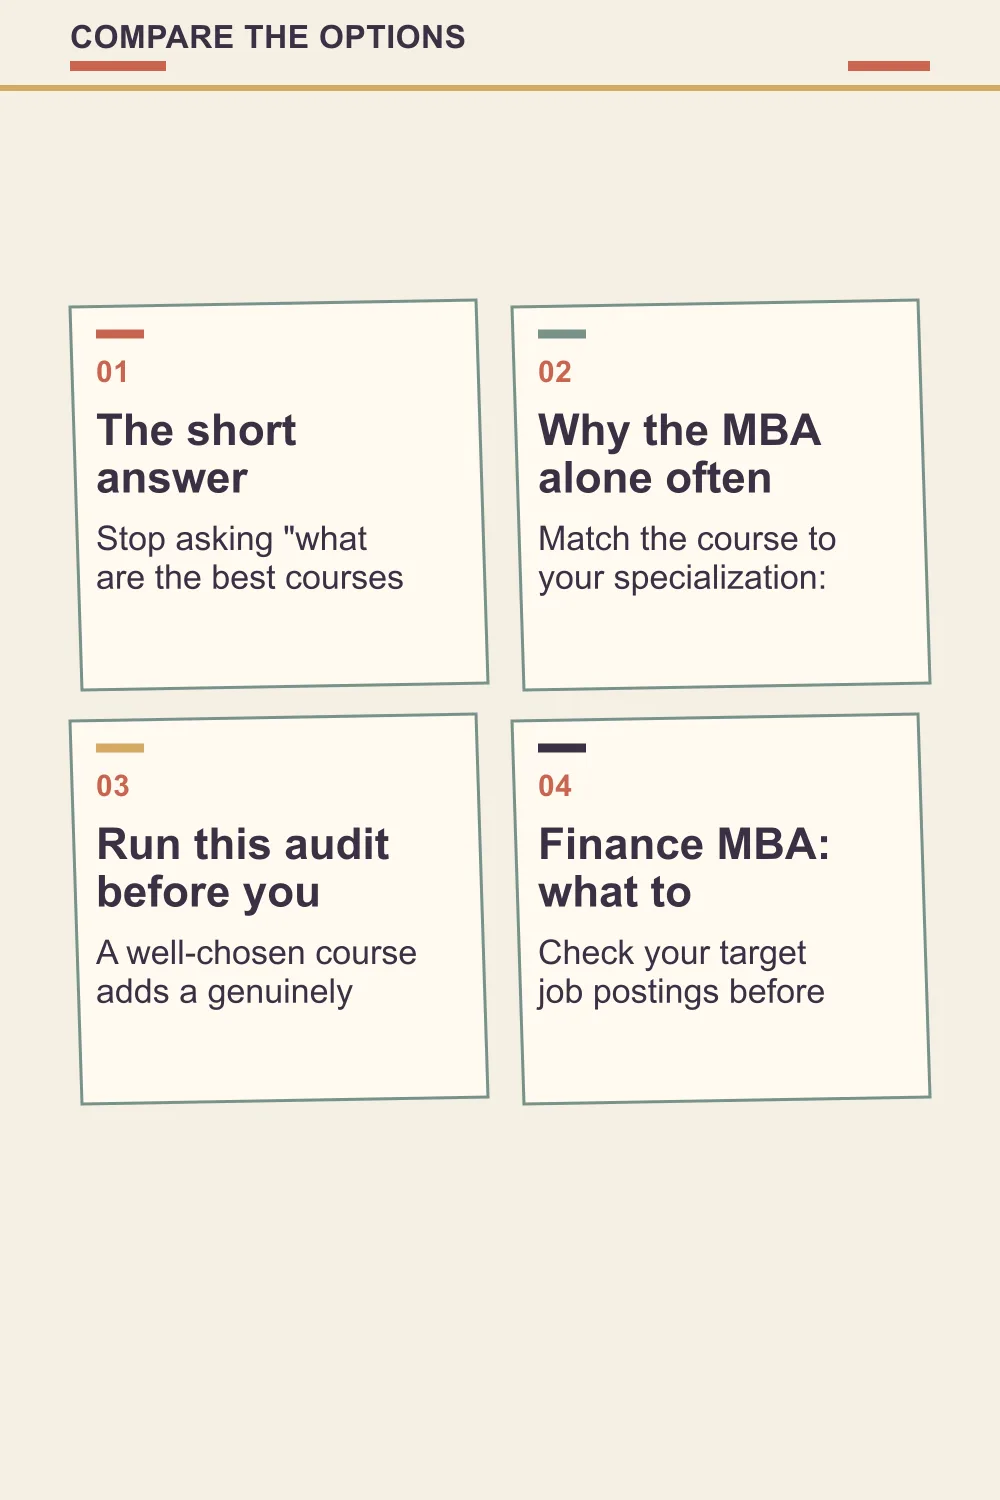 COMPARE THE OPTIONS
01
The short
answer
Stop asking "what
are the best courses
02
Why the MBA
alone often
Match the course to
your specialization:
03
Run this audit
before you
A well-chosen course
adds a genuinely
04
Finance MBA:
what to
Check your target
job postings before